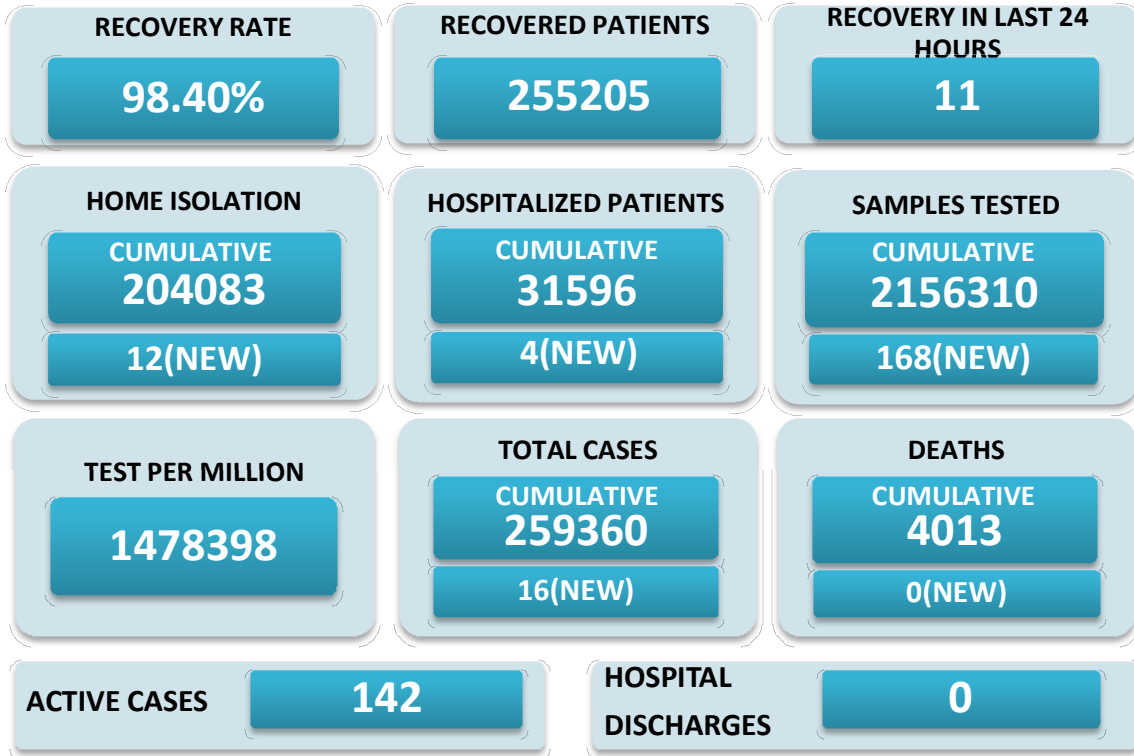 RECOVERY RATE
98.40%
RECOVERED PATIENTS
255205
RECOVERY IN LAST 24
HOURS
11
HOME ISOLATION
CUMULATIVE
204083
12(NEW)
HOSPITALIZED PATIENTS
CUMULATIVE
31596
4(NEW)
SAMPLES TESTED
CUMULATIVE
2156310
168(NEW)
TEST PER MILLION
1478398
TOTAL CASES
CUMULATIVE
259360
16(NEW)
DEATHS
CUMULATIVE
4013
0(NEW)
ACTIVE CASES
142
HOSPITAL
DISCHARGES
0